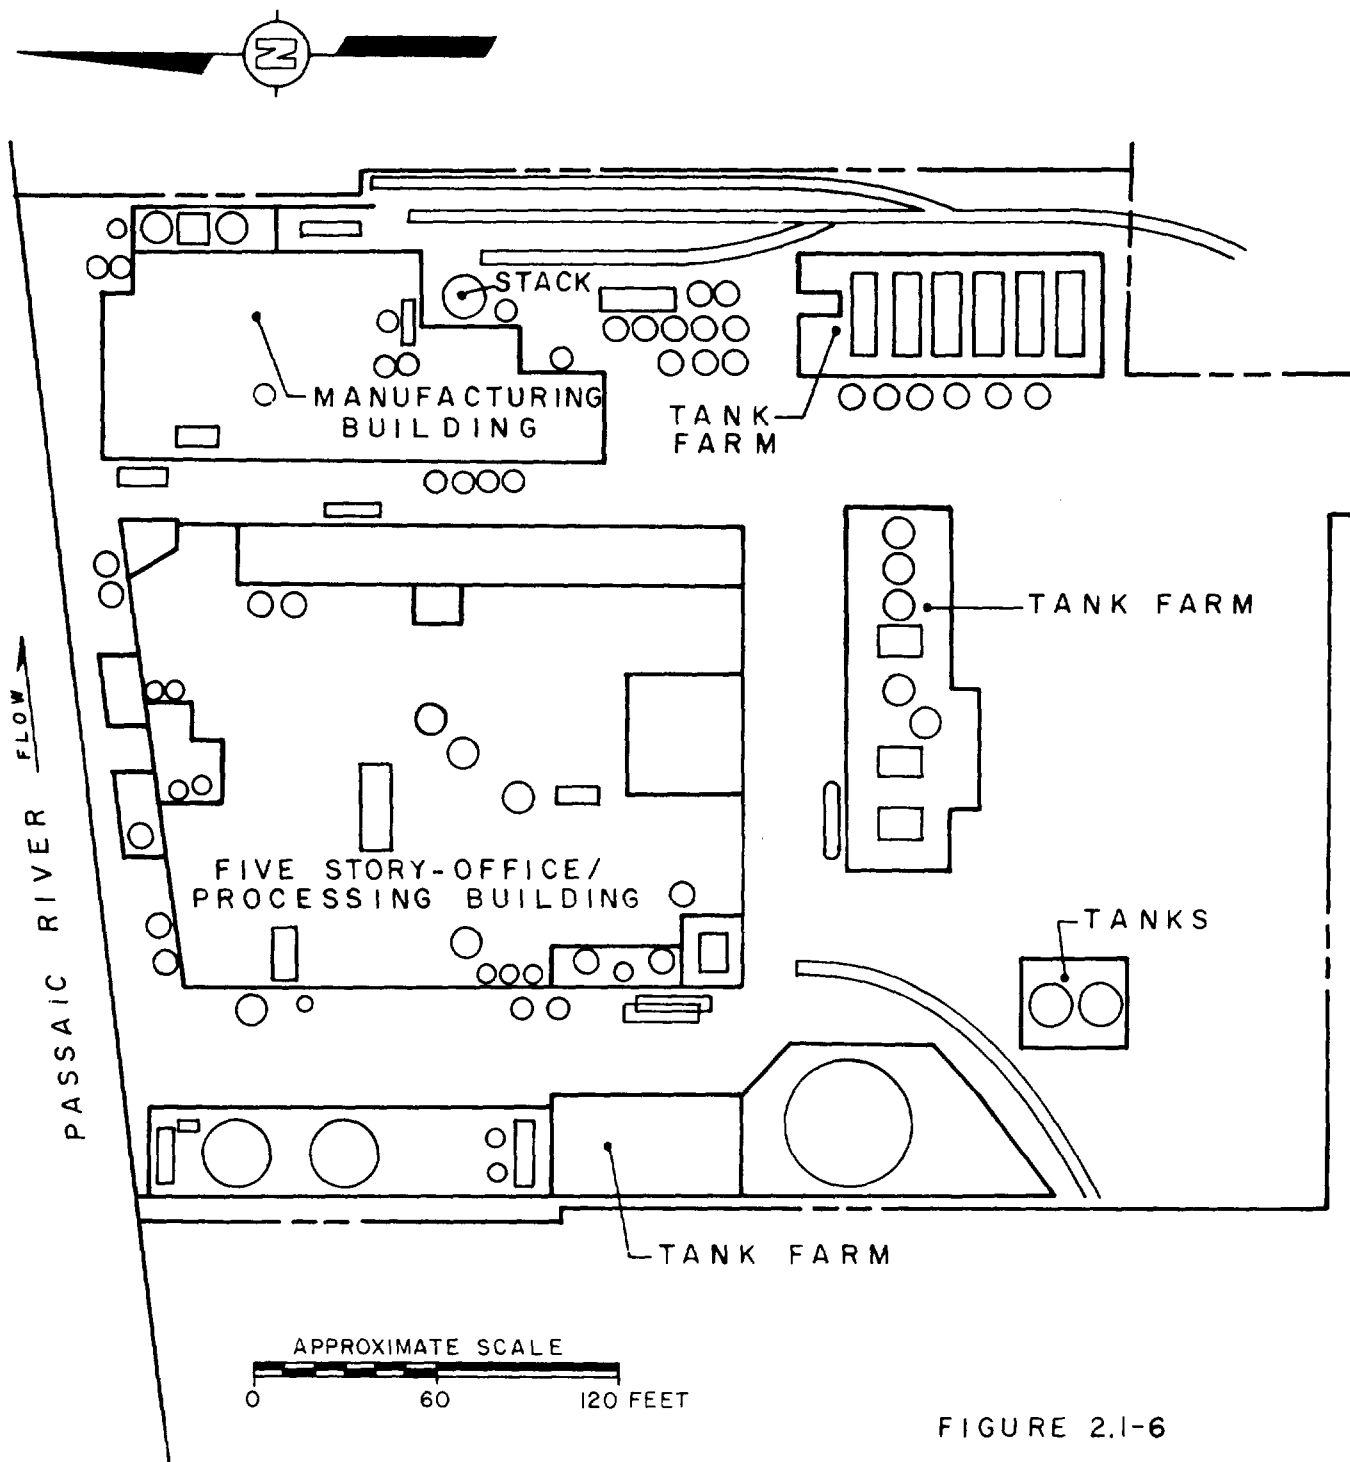 N
STACK
MANUFACTURING
BUILDING
TANK
FARM
TANK FARM
FLOW
PASSAiC RIVER
FIVE STORY-OFFICE/
PROCESSING BUILDING
TANKS
TANK FARM
APPROXIMATE SCALE
0 60 120 FEET
FIGURE 2.1-6